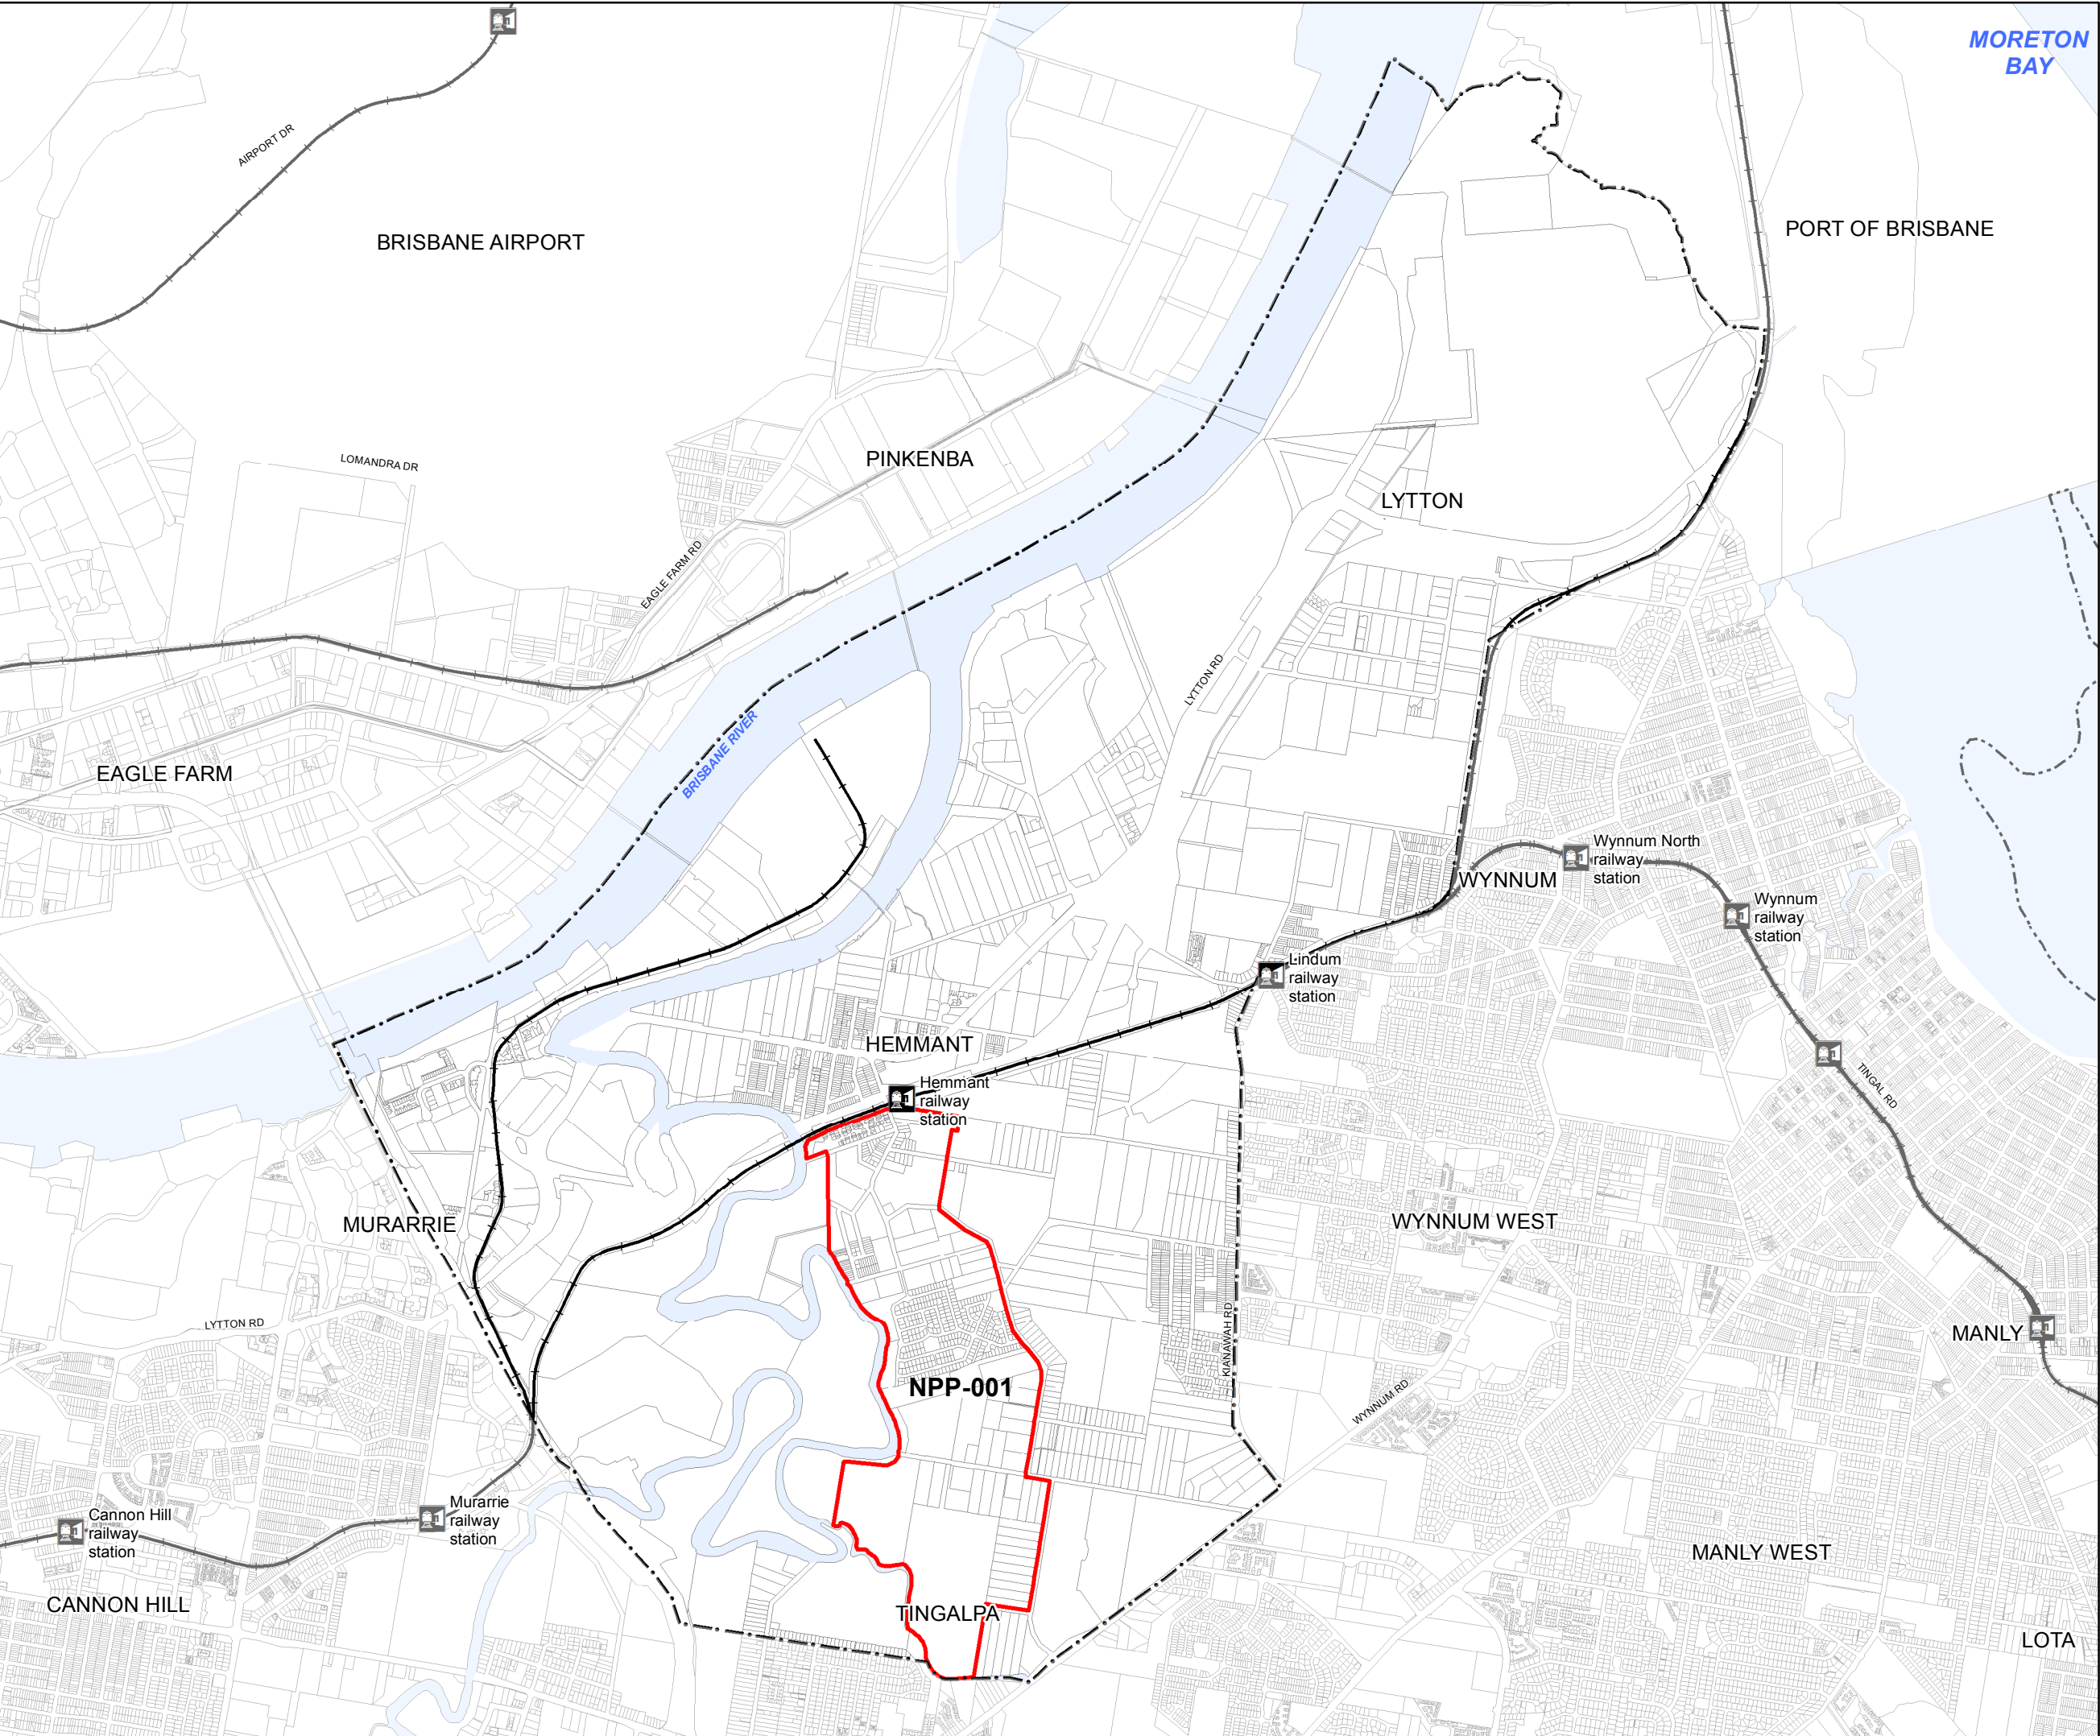 MORETON
BAY
AIRPORT DR
BRISBANE AIRPORT
PORT OF BRISBANE
LOMANDRA DR
PINKENBA
LYTTON
EAGLE FARM RD
LYTTON RD
BRISBANE RIVER
EAGLE FARM
Wynnum North
railway
station
WYNNUM
Wynnum
railway
station
Lindum
railway
station
HEMMANT
Hemmant
railway
station
TINGAL RD
MURARRIE
WYNNUM WEST
LYTTON RD
KIANAWAH RD
MANLY
NPP-001
WYNNUM RD
Cannon Hill
railway
station
Murarrie
railway
station
MANLY WEST
CANNON HILL
TINGALPA
LOTA